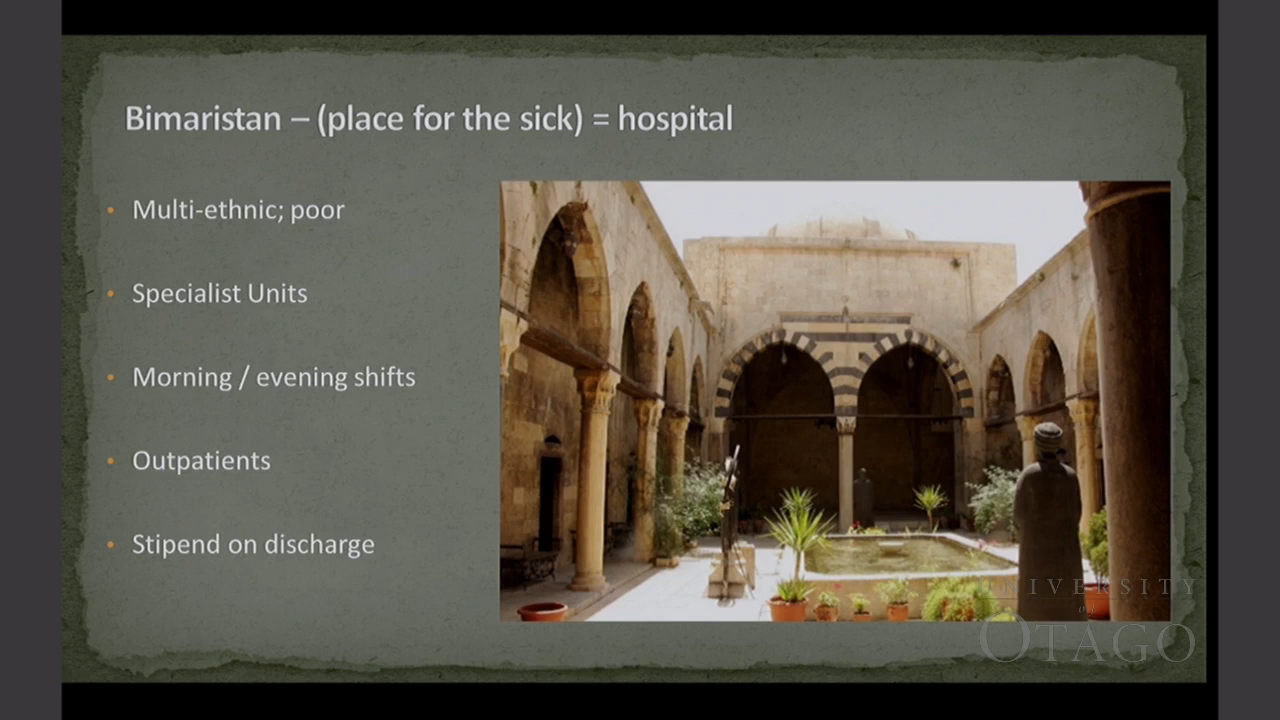 Bimaristan – (place for the sick) = hospital
• Multi-ethnic; poor
• Specialist Units
• Morning / evening shifts
• Outpatients
• Stipend on discharge
UNIVERSITY
of
OTAGO